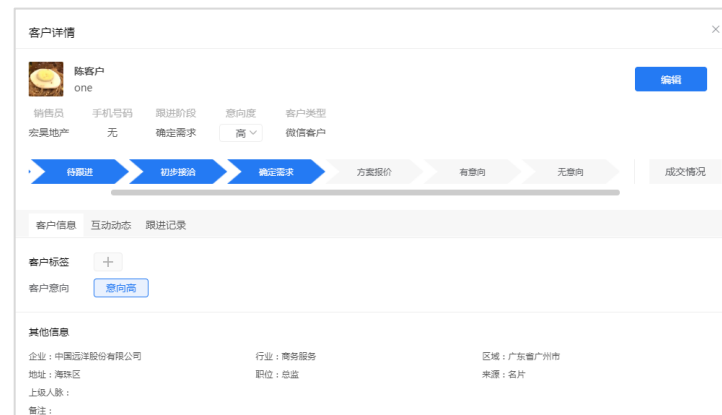 客户详情
陈客户
one
编辑
销售员 手机号码 跟进阶段 意向度 客户类型
宏昊地产 无 确定需求 高 微信客户
待跟进 初步接洽 确定需求 方案报价 有意向 无意向 成交情况
客户信息 互动动态 跟进记录
客户标签
客户意向 意向高
其他信息
企业：中国远洋股份有限公司 行业：商务服务 区域：广东省广州市
地址：海珠区 职位：总监 来源：名片
上级人脉：
备注：